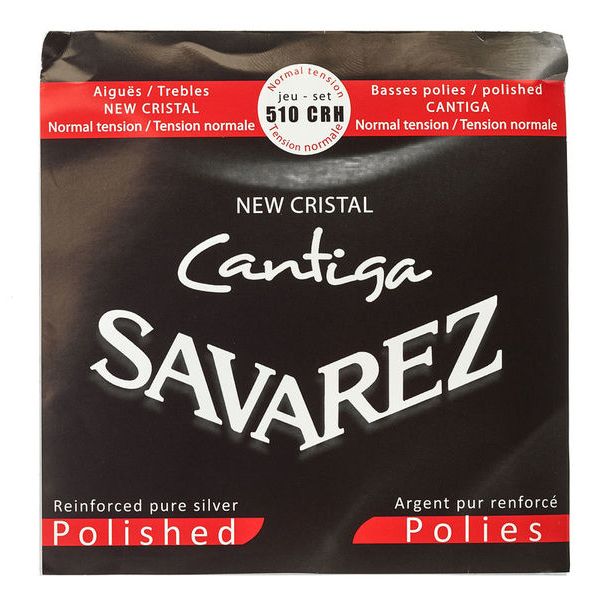 Aiguës / Trebles
NEW CRISTAL
Normal tension / Tension normale
Normal tension
jeu - set
510 CRH
Tension normale
Basses polies / polished
CANTIGA
Normal tension / Tension normale
NEW CRISTAL
Cantiga
SAVAREZ
Reinforced pure silver
Polished
Argent pur renforcé
Polies